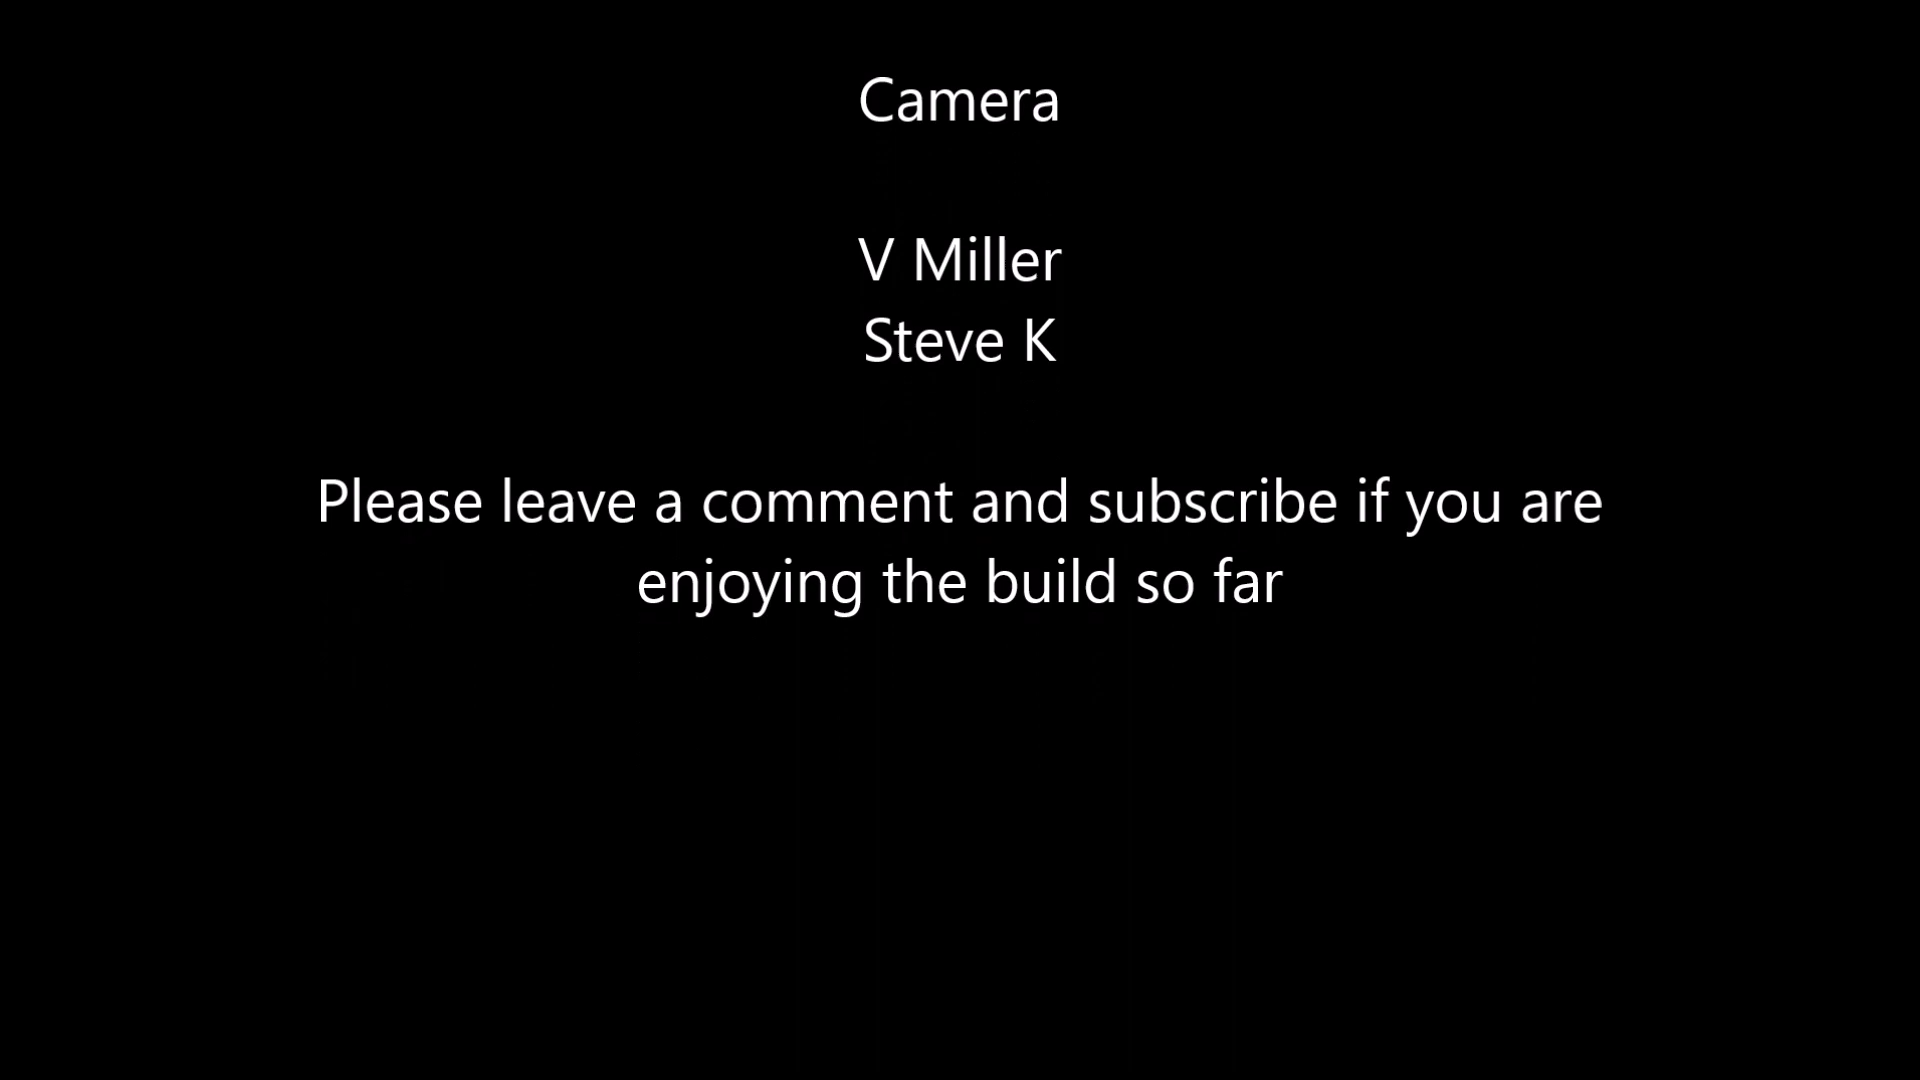 Camera
V Miller
Steve K
Please leave a comment and subscribe if you are
enjoying the build so far